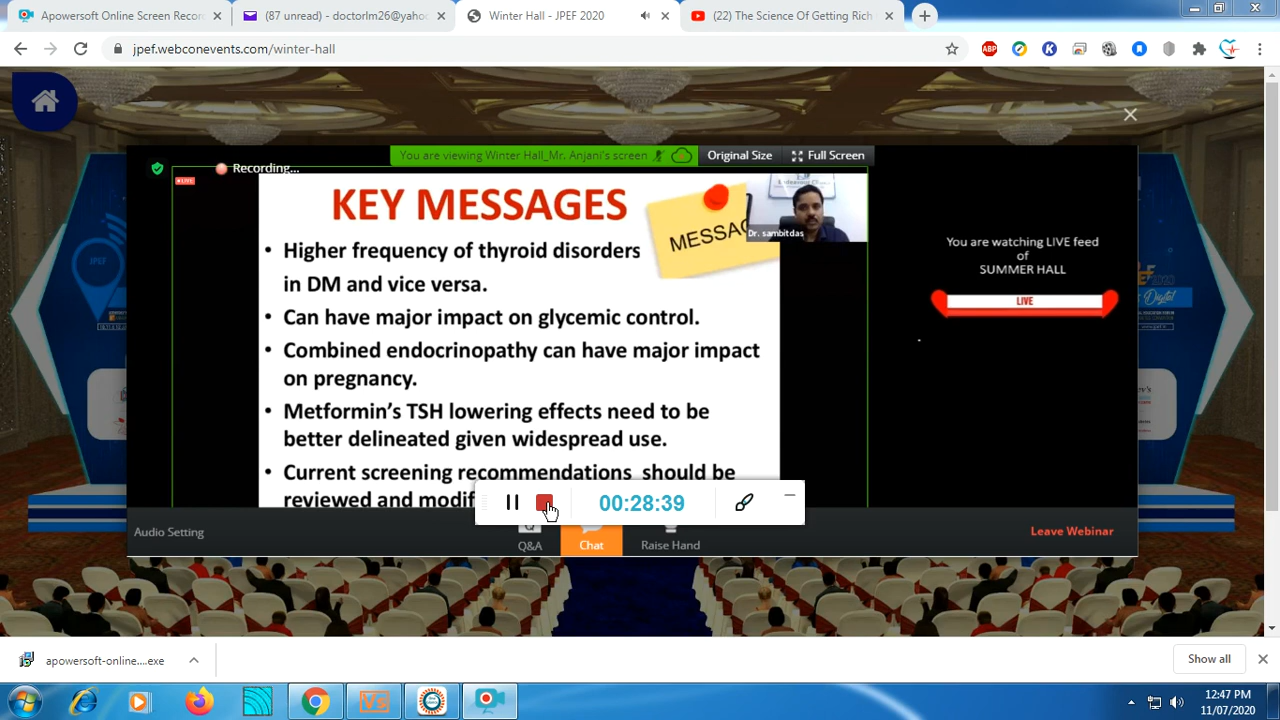 Apowersoft Online Screen Recor
(87 unread) - doctorlm26@yaho
Winter Hall - JPEF 2020
(22) The Science Of Getting Rich
jpef.webconevents.com/winter-hall
ABP
You are viewing Winter Hall_Mr. Anjani's screen
Original Size
Full Screen
Recording...
LIVE
KEY MESSAGES
MESSAG
Dr. sambitdas
• Higher frequency of thyroid disorders
in DM and vice versa.
• Can have major impact on glycemic control.
• Combined endocrinopathy can have major impact
on pregnancy.
• Metformin's TSH lowering effects need to be
better delineated given widespread use.
• Current screening recommendations should be
reviewed and modif
You are watching LIVE feed
of
SUMMER HALL
LIVE
JPEF
Digital
00:28:39
Audio Setting
Q&A
Chat
Raise Hand
Leave Webinar
apowersoft-online....exe
Show all
Vs
12:47 PM
11/07/2020